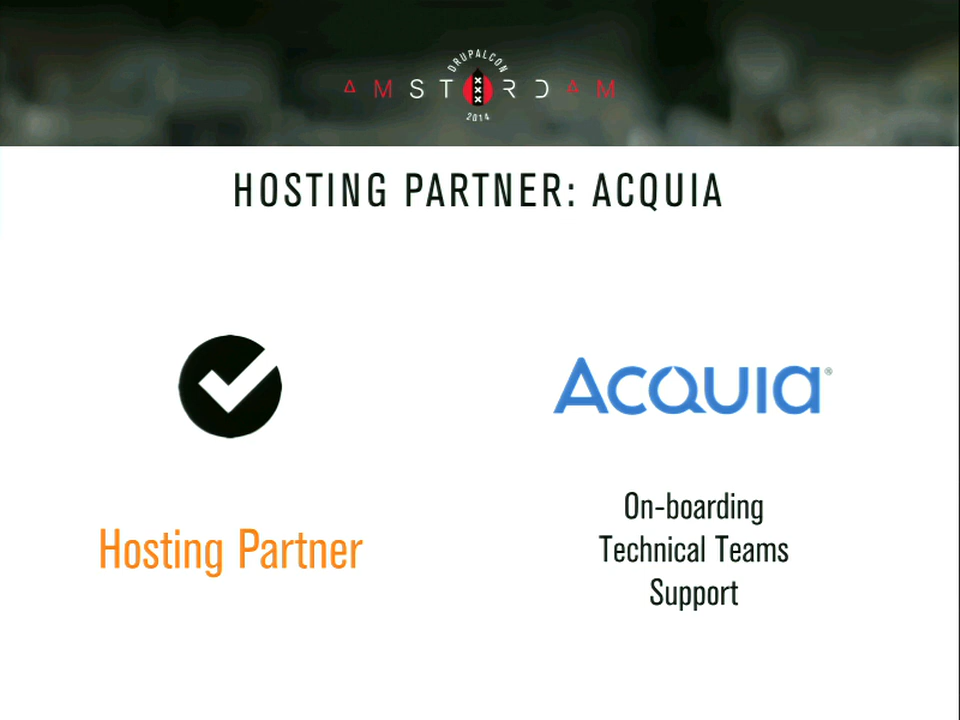 DRUPALCON
AMSTERDAM
2014
HOSTING PARTNER: ACQUIA
ACQUIA®
Hosting Partner
On-boarding
Technical Teams
Support